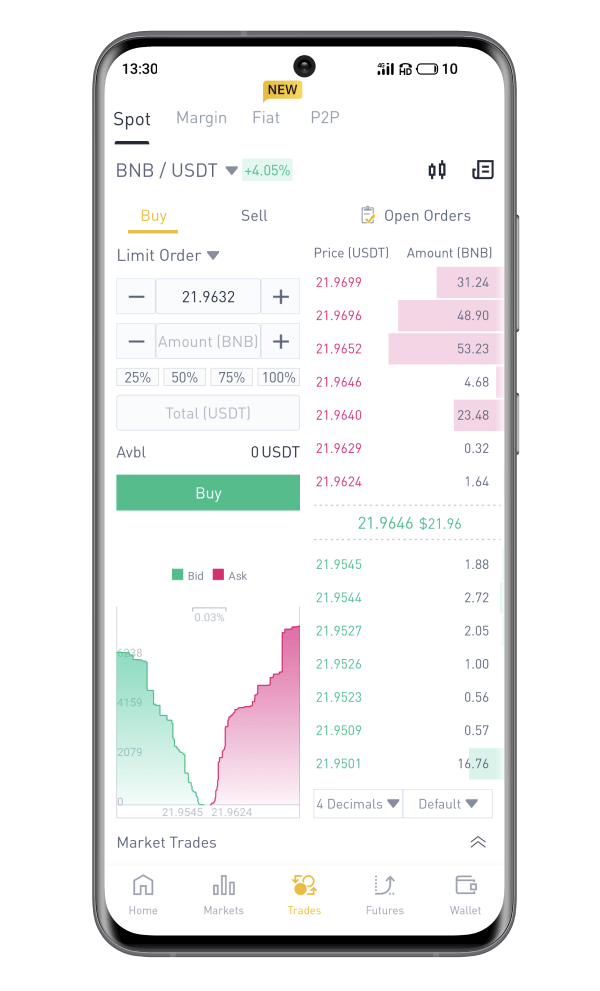 13:30
4G HD 10
NEW
Spot Margin Fiat P2P
BNB / USDT +4.05%
Buy Sell Open Orders
Limit Order
Price (USDT) Amount (BNB)
− 21.9632 +
− Amount (BNB) +
25% 50% 75% 100%
Total (USDT)
Avbl 0 USDT
Buy
21.9699 31.24
21.9696 48.90
21.9652 53.23
21.9646 4.68
21.9640 23.48
21.9629 0.32
21.9624 1.64
21.9646 $21.96
21.9545 1.88
21.9544 2.72
21.9527 2.05
21.9526 1.00
21.9523 0.56
21.9509 0.57
21.9501 16.76
Bid Ask
0.03%
6238
4159
2079
0
21.9545 21.9624
4 Decimals Default
Market Trades
Home Markets Trades Futures Wallet